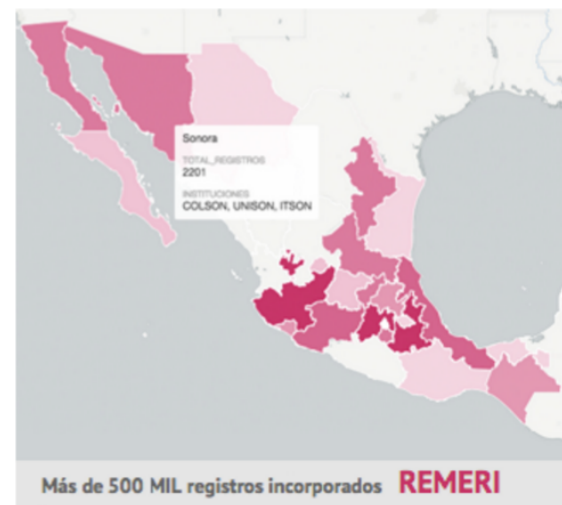 Sonora
TOTAL_REGISTROS
2201
INSTITUCIONES
COLSON, UNISON, ITSON
Más de 500 MIL registros incorporados REMERI